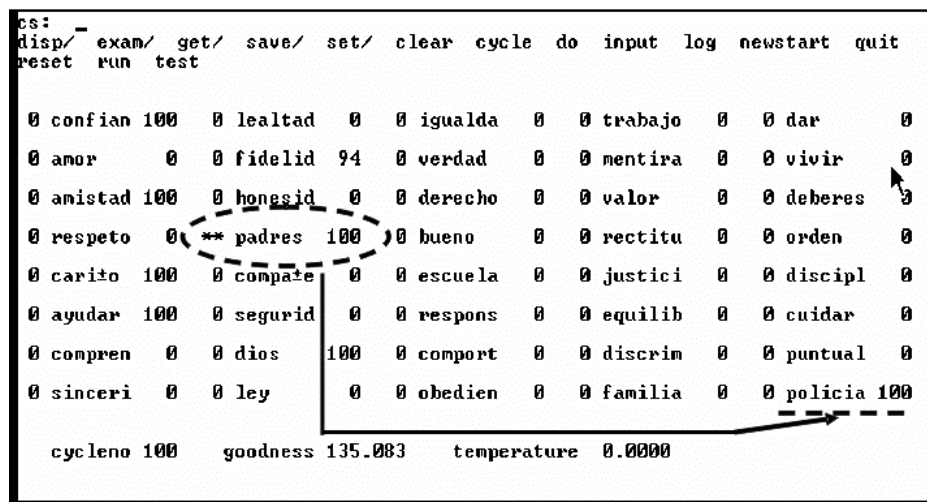 cs: _
disp/ exam/ get/ save/ set/ clear cycle do input log newstart quit
reset run test
0 confian 100 0 lealtad 0 0 igualda 0 0 trabajo 0 0 dar 0
0 amor 0 0 fidelid 94 0 verdad 0 0 mentira 0 0 vivir 0
0 amistad 100 0 honesid 0 0 derecho 0 0 valor 0 0 deberes 0
0 respeto 0 ** padres 100 0 bueno 0 0 rectitu 0 0 orden 0
0 cari±o 100 0 compa±e 0 0 escuela 0 0 justici 0 0 discipl 0
0 ayudar 100 0 segurid 0 0 respons 0 0 equilib 0 0 cuidar 0
0 compren 0 0 dios 100 0 comport 0 0 discrim 0 0 puntual 0
0 sinceri 0 0 ley 0 0 obedien 0 0 familia 0 0 policia 100
cycleno 100 goodness 135.083 temperature 0.0000